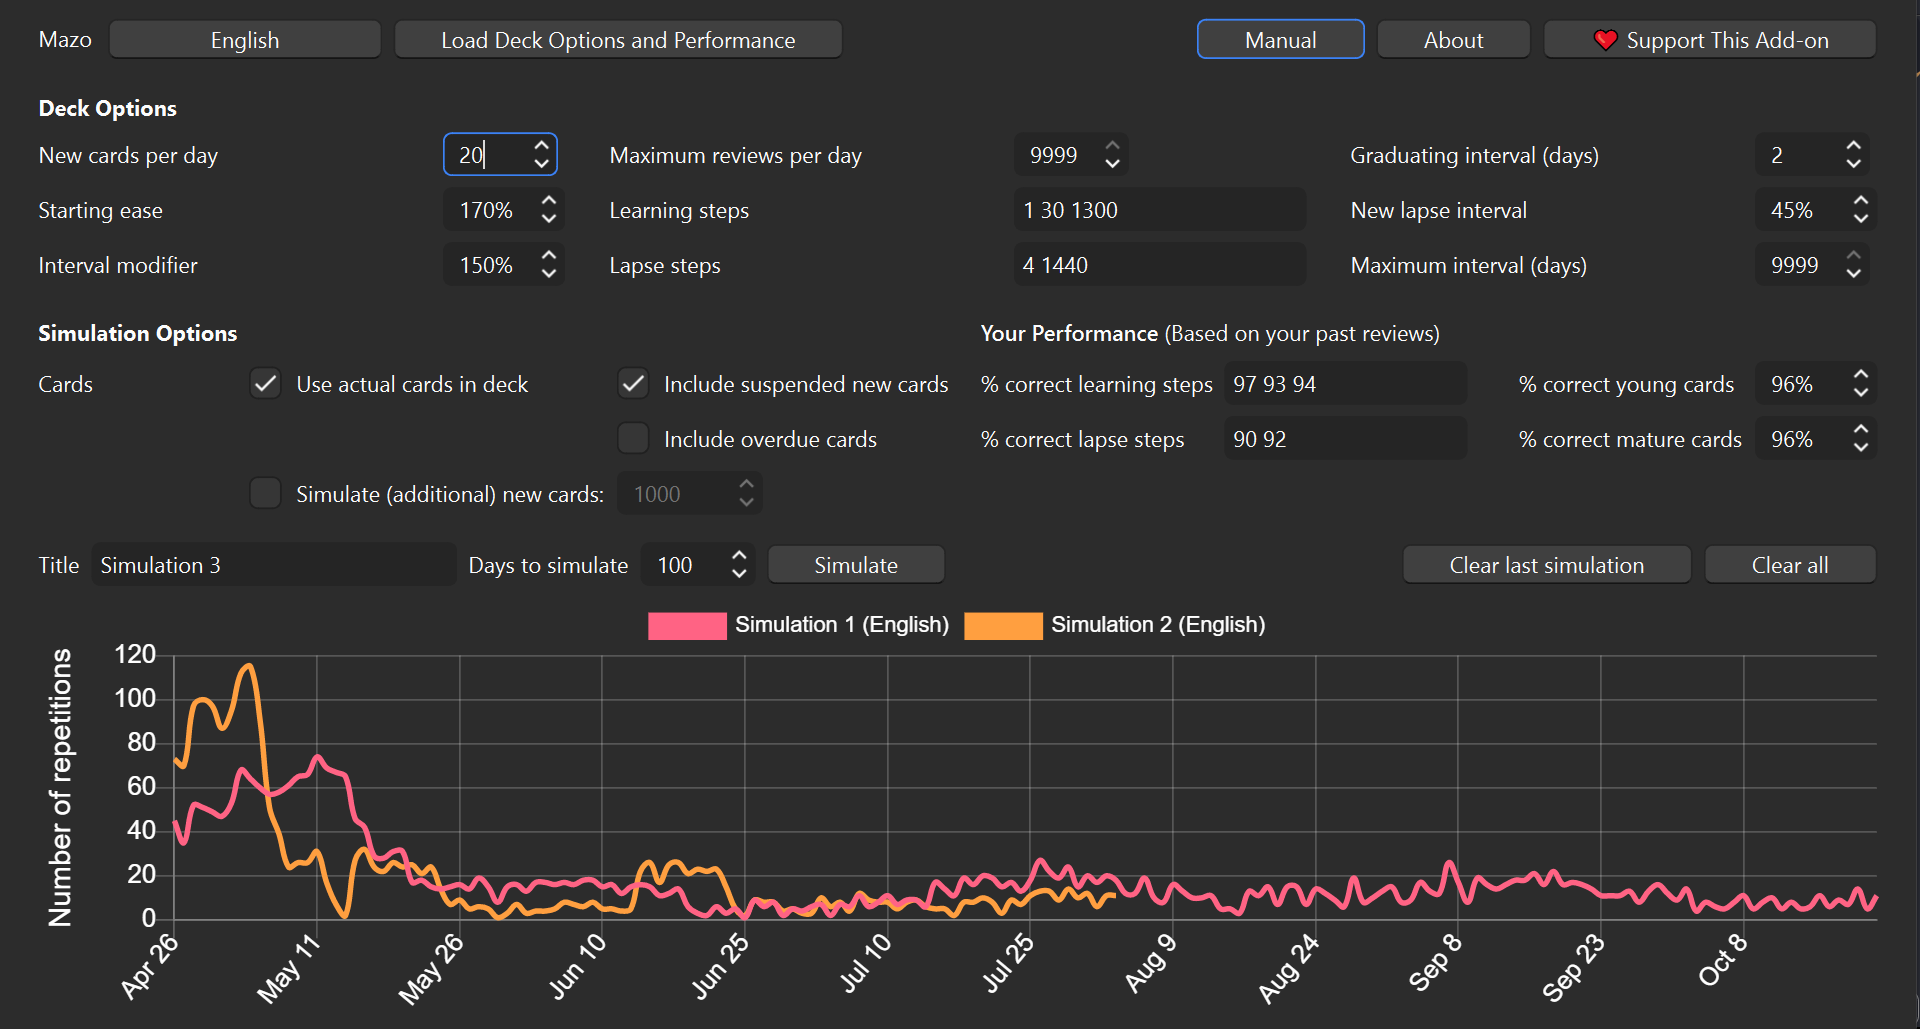 Mazo English Load Deck Options and Performance Manual About Support This Add-on
Deck Options
New cards per day 20 Maximum reviews per day 9999 Graduating interval (days) 2
Starting ease 170% Learning steps 1 30 1300 New lapse interval 45%
Interval modifier 150% Lapse steps 4 1440 Maximum interval (days) 9999
Simulation Options Your Performance (Based on your past reviews)
Cards Use actual cards in deck Include suspended new cards % correct learning steps 97 93 94 % correct young cards 96%
Include overdue cards % correct lapse steps 90 92 % correct mature cards 96%
Simulate (additional) new cards: 1000
Title Simulation 3 Days to simulate 100 Simulate Clear last simulation Clear all
Simulation 1 (English) Simulation 2 (English)
Number of repetitions
120
100
80
60
40
20
0
Apr 26 May 11 May 26 Jun 10 Jun 25 Jul 10 Jul 25 Aug 9 Aug 24 Sep 8 Sep 23 Oct 8